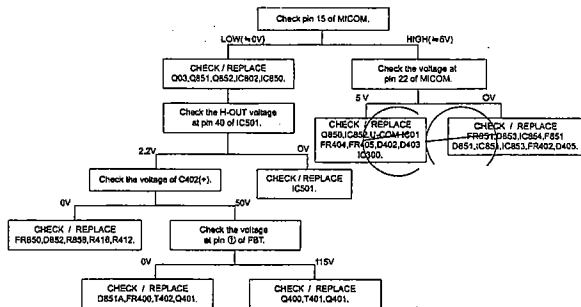 Check pin 15 of MICOM.
LOW(≒0V)
HIGH(≒5V)
CHECK / REPLACE
Q03,Q851,Q852,IC802,IC850.
Check the voltage at
pin 22 of MICOM.
Check the H-OUT voltage
at pin 40 of IC501.
5 V
0V
CHECK / REPLACE
Q850,IC852,U-COM-IC01
FR404,FR405,D402,D403
IC300.
CHECK / REPLACE
FR851,D853,IC854,F851
D851,IC851,IC853,FR402,D405.
2.2V
0V
Check the voltage of C402(+).
CHECK / REPLACE
IC501.
0V
50V
CHECK / REPLACE
FR850,D852,R858,R416,R412.
Check the voltage
at pin ① of FBT.
0V
115V
CHECK / REPLACE
D851A,FR400,T402,Q401.
CHECK / REPLACE
Q400,T401,Q401.